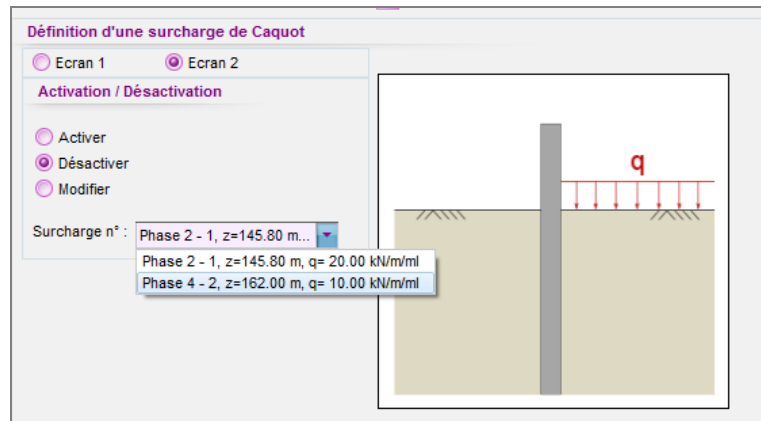 Définition d'une surcharge de Caquot
Ecran 1 Ecran 2
Activation / Désactivation
Activer
Désactiver
Modifier
Surcharge n° : Phase 2 - 1, z=145.80 m...
Phase 2 - 1, z=145.80 m, q= 20.00 kN/m/ml
Phase 4 - 2, z=162.00 m, q= 10.00 kN/m/ml
q